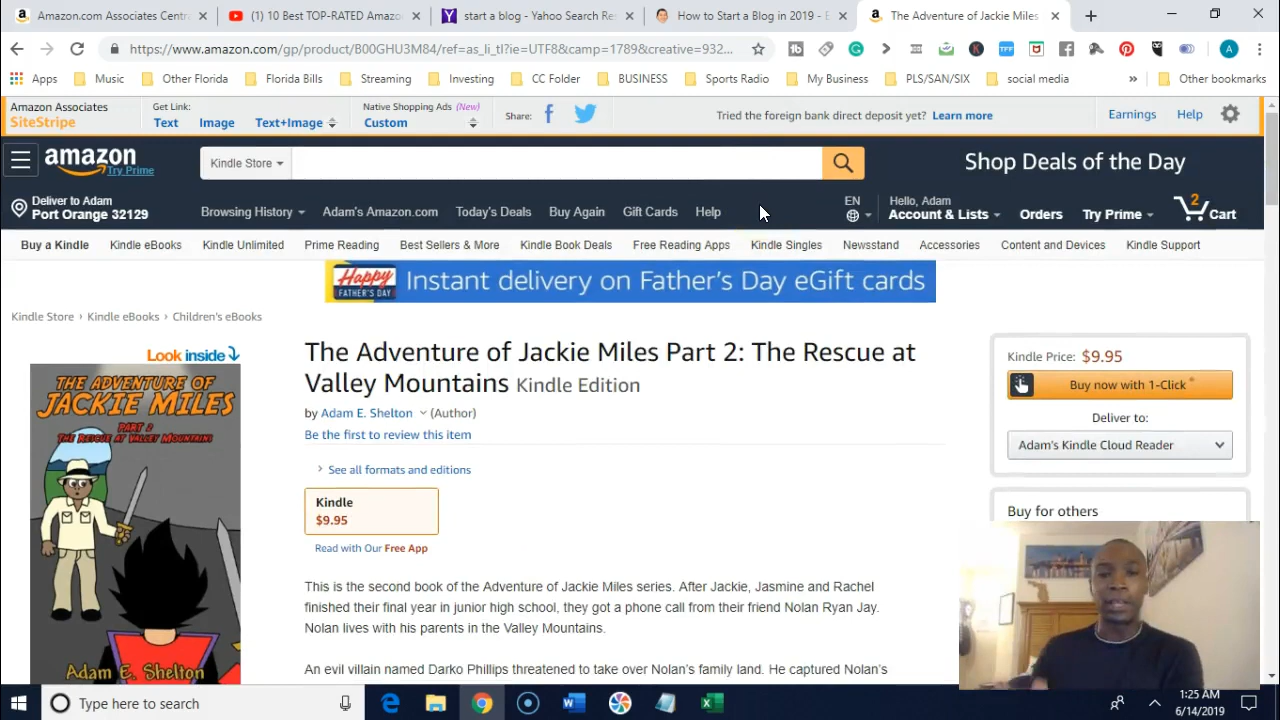 Amazon.com Associates Centr
(1) 10 Best TOP-RATED Amazo
start a blog - Yahoo Search Res
How to Start a Blog in 2019 - E
The Adventure of Jackie Miles
https://www.amazon.com/gp/product/B00GHU3M84/ref=as_li_tl?ie=UTF8&camp=1789&creative=932...
Apps
Music
Other Florida
Florida Bills
Streaming
Investing
CC Folder
BUSINESS
Sports Radio
My Business
PLS/SAN/SIX
social media
»
Other bookmarks
Amazon Associates
SiteStripe
Get Link:
Text
Image
Text+Image
Native Shopping Ads (New)
Custom
Share:
Tried the foreign bank direct deposit yet? Learn more
Earnings
Help
amazon
Try Prime
Kindle Store
Shop Deals of the Day
Deliver to Adam
Port Orange 32129
Browsing History
Adam's Amazon.com
Today's Deals
Buy Again
Gift Cards
Help
EN
Hello, Adam
Account & Lists
Orders
Try Prime
2
Cart
Buy a Kindle
Kindle eBooks
Kindle Unlimited
Prime Reading
Best Sellers & More
Kindle Book Deals
Free Reading Apps
Kindle Singles
Newsstand
Accessories
Content and Devices
Kindle Support
Happy
FATHER'S DAY
Instant delivery on Father's Day eGift cards
Kindle Store › Kindle eBooks › Children's eBooks
Look inside
THE ADVENTURE OF
JACKIE MILES
PART 2
THE RESCUE AT VALLEY MOUNTAINS
Adam E. Shelton
The Adventure of Jackie Miles Part 2: The Rescue at
Valley Mountains Kindle Edition
by Adam E. Shelton (Author)
Be the first to review this item
› See all formats and editions
Kindle
$9.95
Read with Our Free App
This is the second book of the Adventure of Jackie Miles series. After Jackie, Jasmine and Rachel
finished their final year in junior high school, they got a phone call from their friend Nolan Ryan Jay.
Nolan lives with his parents in the Valley Mountains.
An evil villain named Darko Phillips threatened to take over Nolan's family land. He captured Nolan's
Kindle Price: $9.95
Buy now with 1-Click ®
Deliver to:
Adam's Kindle Cloud Reader
Buy for others
Type here to search
1:25 AM
6/14/2019